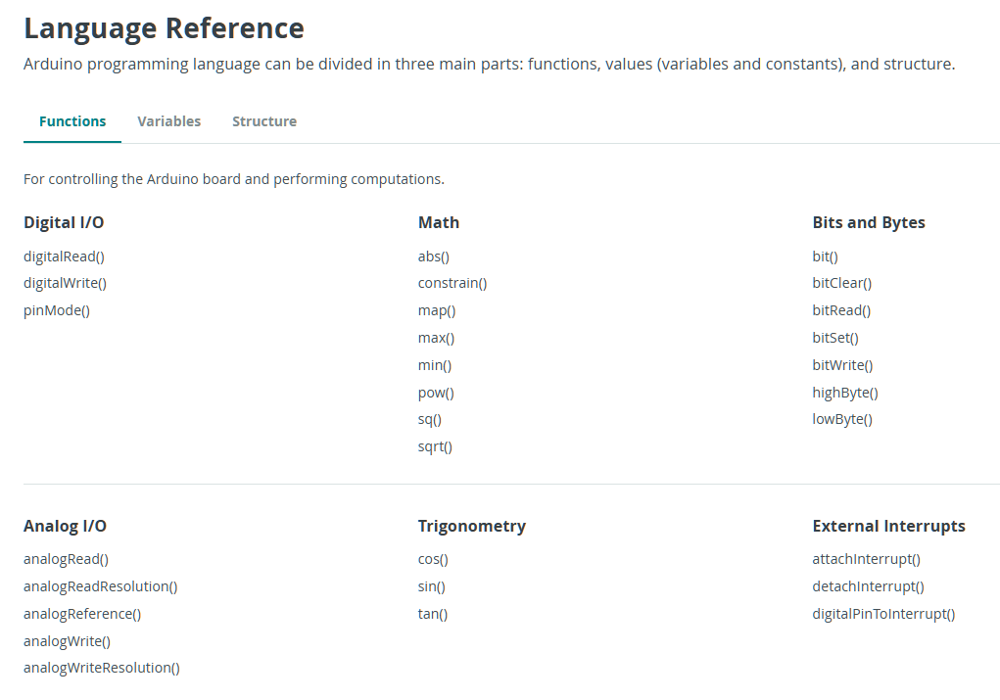 Language Reference
Arduino programming language can be divided in three main parts: functions, values (variables and constants), and structure.
Functions
Variables
Structure
For controlling the Arduino board and performing computations.
Digital I/O
digitalRead()
digitalWrite()
pinMode()
Math
abs()
constrain()
map()
max()
min()
pow()
sq()
sqrt()
Bits and Bytes
bit()
bitClear()
bitRead()
bitSet()
bitWrite()
highByte()
lowByte()
Analog I/O
analogRead()
analogReadResolution()
analogReference()
analogWrite()
analogWriteResolution()
Trigonometry
cos()
sin()
tan()
External Interrupts
attachInterrupt()
detachInterrupt()
digitalPinToInterrupt()